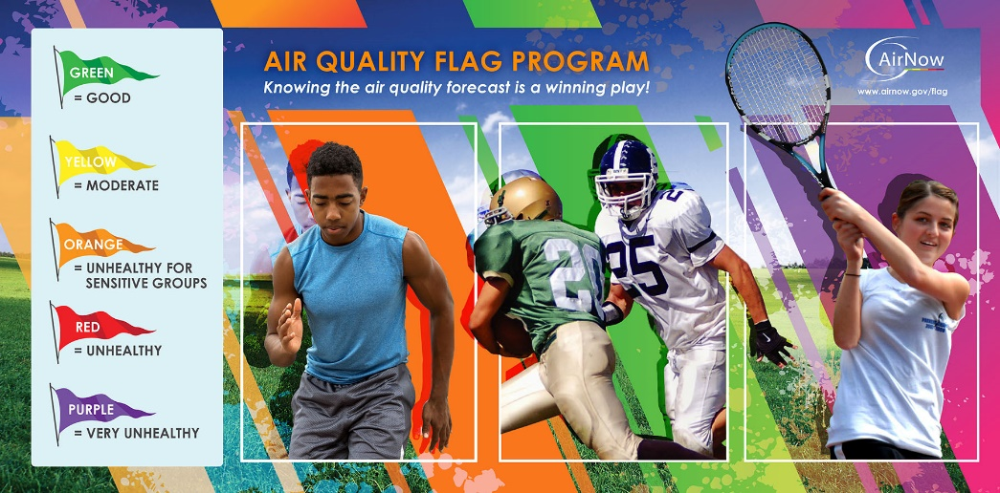 AIR QUALITY FLAG PROGRAM
Knowing the air quality forecast is a winning play!
AirNow
www.airnow.gov/flag
GREEN
= GOOD
YELLOW
= MODERATE
ORANGE
= UNHEALTHY FOR
SENSITIVE GROUPS
RED
= UNHEALTHY
PURPLE
= VERY UNHEALTHY
20
25
2